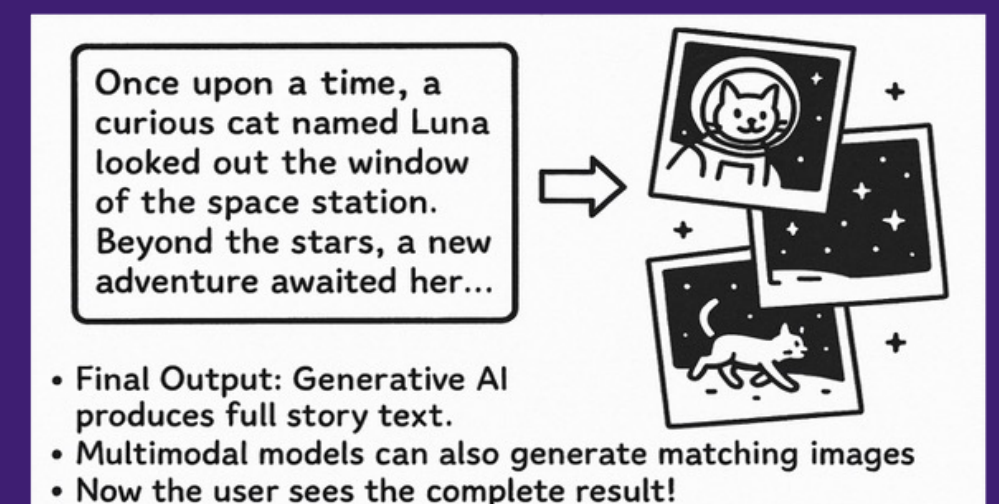 Once upon a time, a
curious cat named Luna
looked out the window
of the space station.
Beyond the stars, a new
adventure awaited her...
• Final Output: Generative AI
produces full story text.
• Multimodal models can also generate matching images
• Now the user sees the complete result!